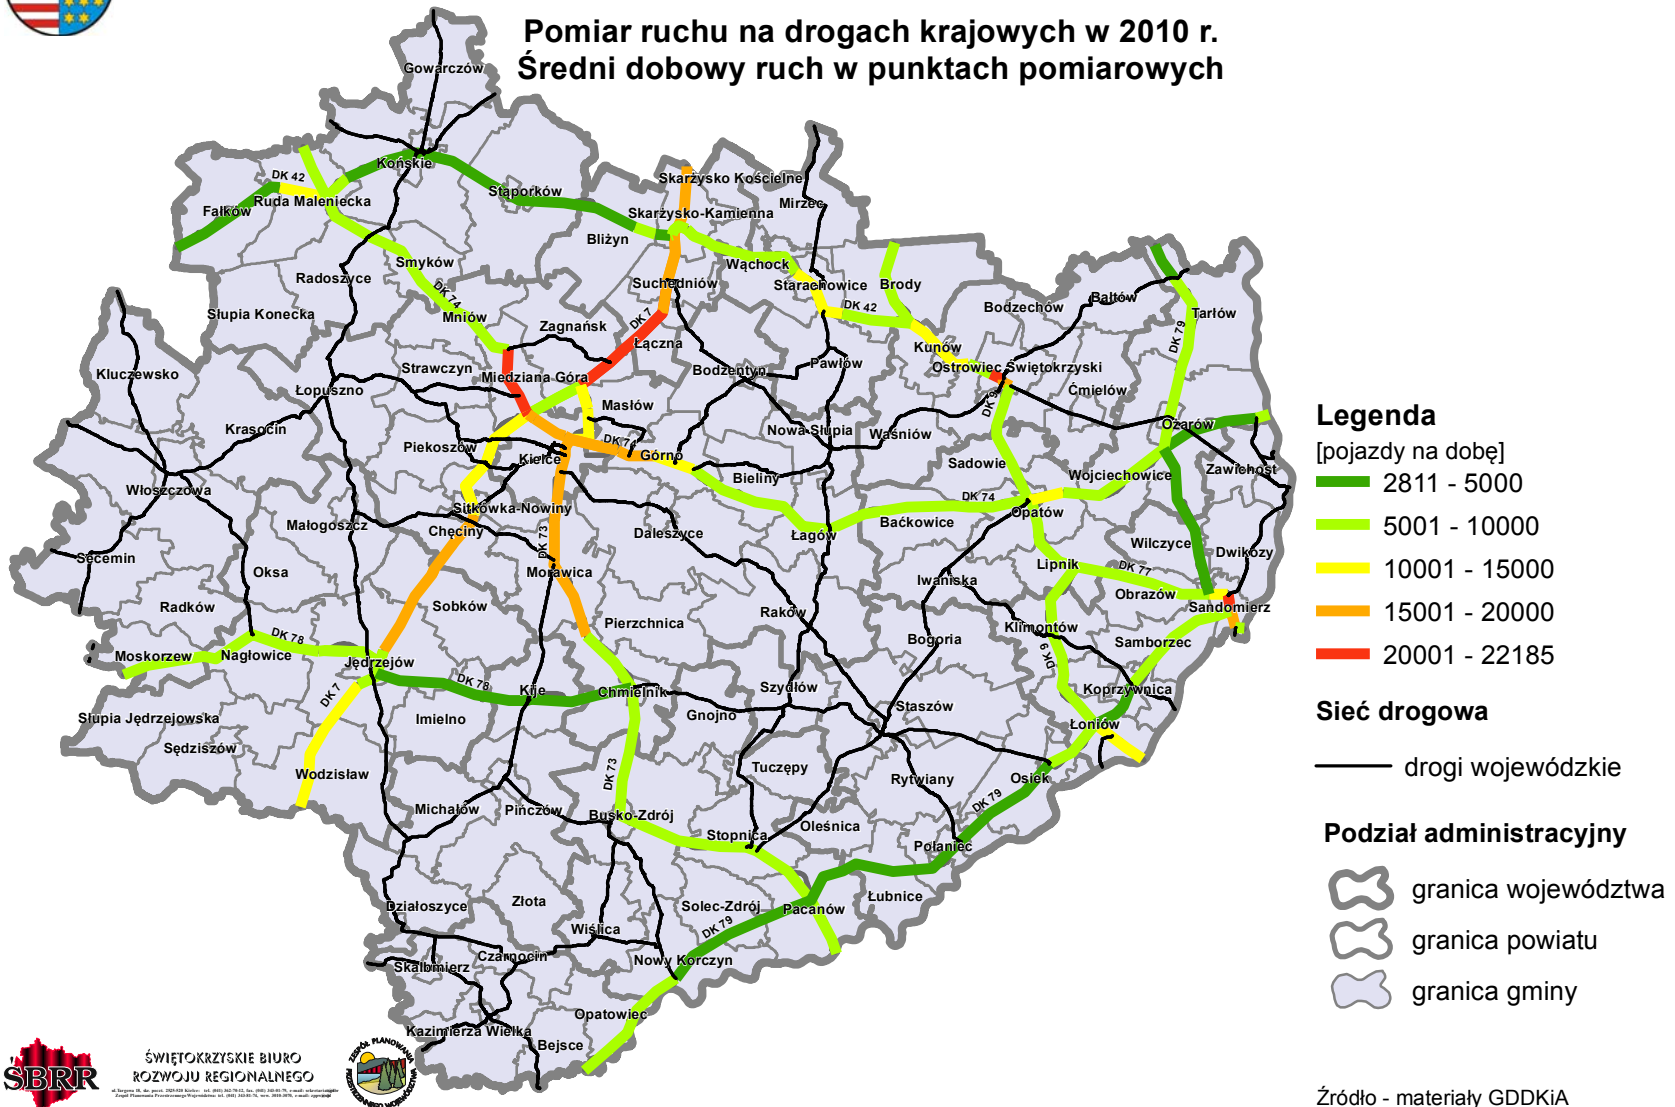 Pomiar ruchu na drogach krajowych w 2010 r.
Średni dobowy ruch w punktach pomiarowych
Gowarczów
Końskie
DK 42
Ruda Maleniecka
Fałków
Stąporków
Skarżysko Kościelne
Skarżysko-Kamienna
Mirzec
Bliżyn
Smyków
Radoszyce
Wąchock
Suchedniów
Starachowice
Brody
DK 42
Bodzechów
Bałtów
Tarłów
DK 79
Słupia Konecka
DK 74
Mniów
Zagnańsk
DK 7
Łączna
Kunów
Ostrowiec Świętokrzyski
Kluczewsko
Strawczyn
Miedziana Góra
Bodzentyn
Pawłów
Ćmielów
Łopuszno
Masłów
DK 9
Krasocin
Piekoszów
Kielce
DK 74
Górno
Nowa Słupia
Waśniów
Ożarów
Sadowie
Wojciechowice
Zawichost
Włoszczowa
Bieliny
DK 74
Opatów
Sitkówka-Nowiny
Małogoszcz
Chęciny
DK 73
Daleszyce
Łagów
Baćkowice
Wilczyce
Dwikozy
Secemin
Oksa
Morawica
Iwaniska
Lipnik
DK 77
Obrazów
Sandomierz
Radków
Sobków
Pierzchnica
Raków
Bogoria
Klimontów
Samborzec
DK 78
Moskorzew
Nagłowice
Jędrzejów
DK 9
DK 78
Kije
Chmielnik
Szydłów
Koprzywnica
DK 7
Słupia Jędrzejowska
Imielno
Gnojno
Staszów
Łoniów
Sędziszów
Wodzisław
DK 73
Tuczępy
Rytwiany
Osiek
DK 79
Michałów
Pińczów
Busko-Zdrój
Stopnica
Oleśnica
Połaniec
Działoszyce
Złota
Solec-Zdrój
Pacanów
Łubnice
Wiślica
DK 79
Skalbmierz
Czarnocin
Nowy Korczyn
Opatowiec
Kazimierza Wielka
Bejsce
Legenda
[pojazdy na dobę]
2811 - 5000
5001 - 10000
10001 - 15000
15001 - 20000
20001 - 22185
Sieć drogowa
drogi wojewódzkie
Podział administracyjny
granica województwa
granica powiatu
granica gminy
ŚBRR
ŚWIĘTOKRZYSKIE BIURO
ROZWOJU REGIONALNEGO
ZESPÓŁ PLANOWANIA
PRZESTRZENNEGO WOJEWÓDZTWA
Źródło - materiały GDDKiA